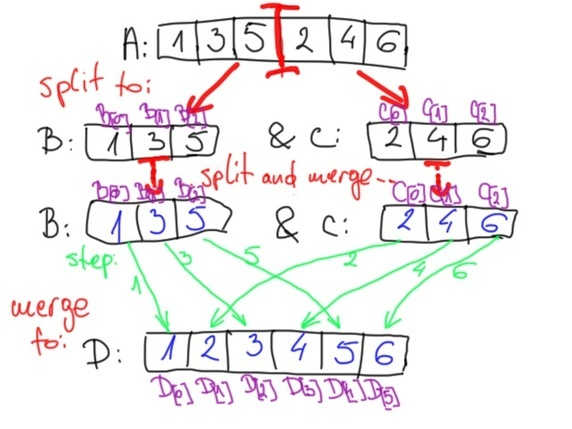 A: 1 3 5 2 4 6
split to:
B[0] B[1] B[2] C[0] C[1] C[2]
B: 1 3 5 & C: 2 4 6
split and merge--
B[0] B[1] B[2] C[0] C[1] C[2]
B: 1 3 5 & C: 2 4 6
step: 1 3 5 2 4 6
merge
to: D: 1 2 3 4 5 6
D[0] D[1] D[2] D[3] D[4] D[5]